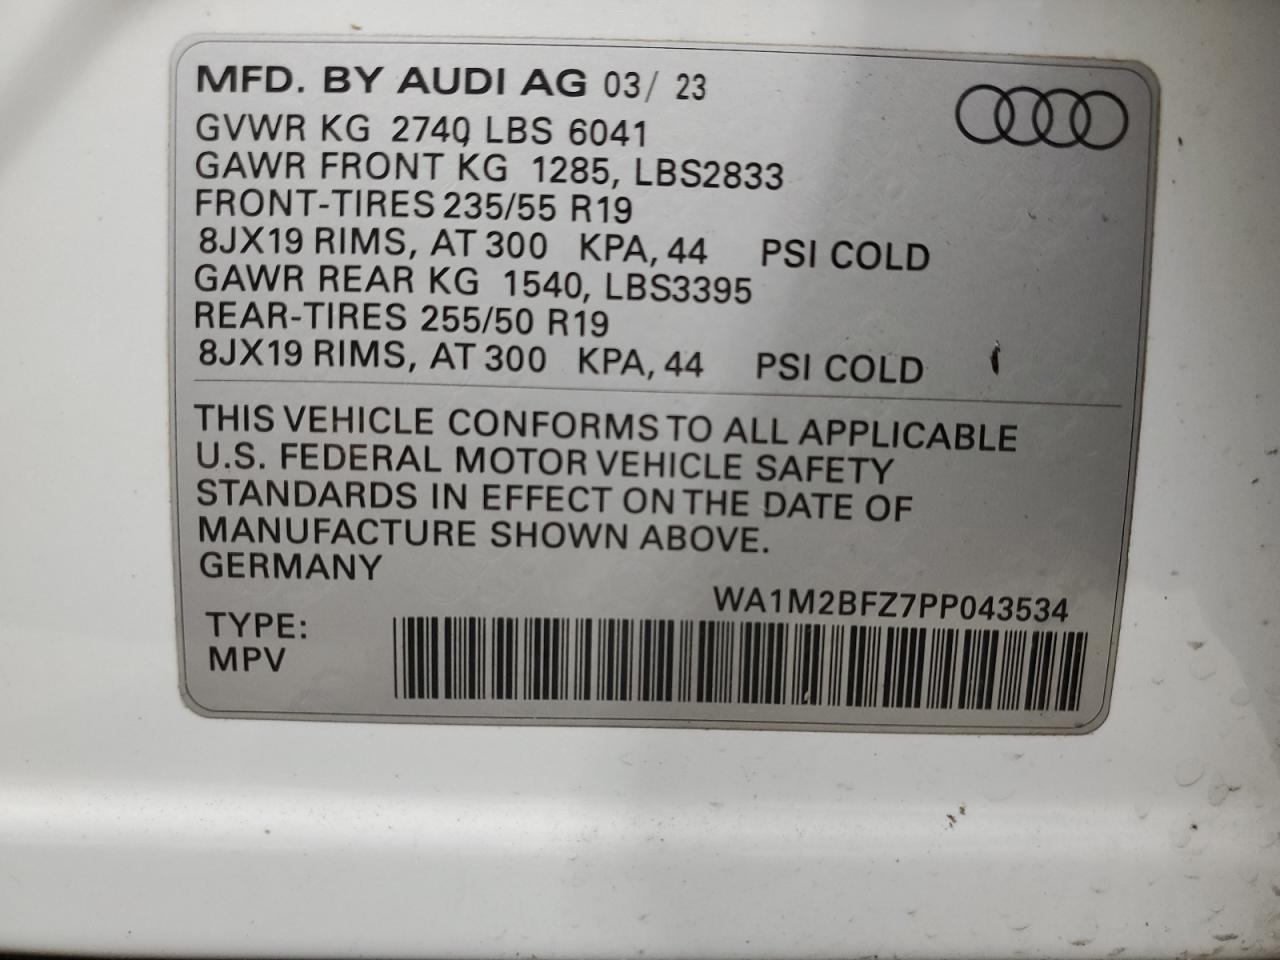 MFD. BY AUDI AG 03/ 23
GVWR KG 2740 LBS 6041
GAWR FRONT KG 1285, LBS2833
FRONT-TIRES 235/55 R19
8JX19 RIMS, AT 300 KPA, 44 PSI COLD
GAWR REAR KG 1540, LBS3395
REAR-TIRES 255/50 R19
8JX19 RIMS, AT 300 KPA, 44 PSI COLD
THIS VEHICLE CONFORMS TO ALL APPLICABLE
U.S. FEDERAL MOTOR VEHICLE SAFETY
STANDARDS IN EFFECT ON THE DATE OF
MANUFACTURE SHOWN ABOVE.
GERMANY
WA1M2BFZ7PP043534
TYPE:
MPV